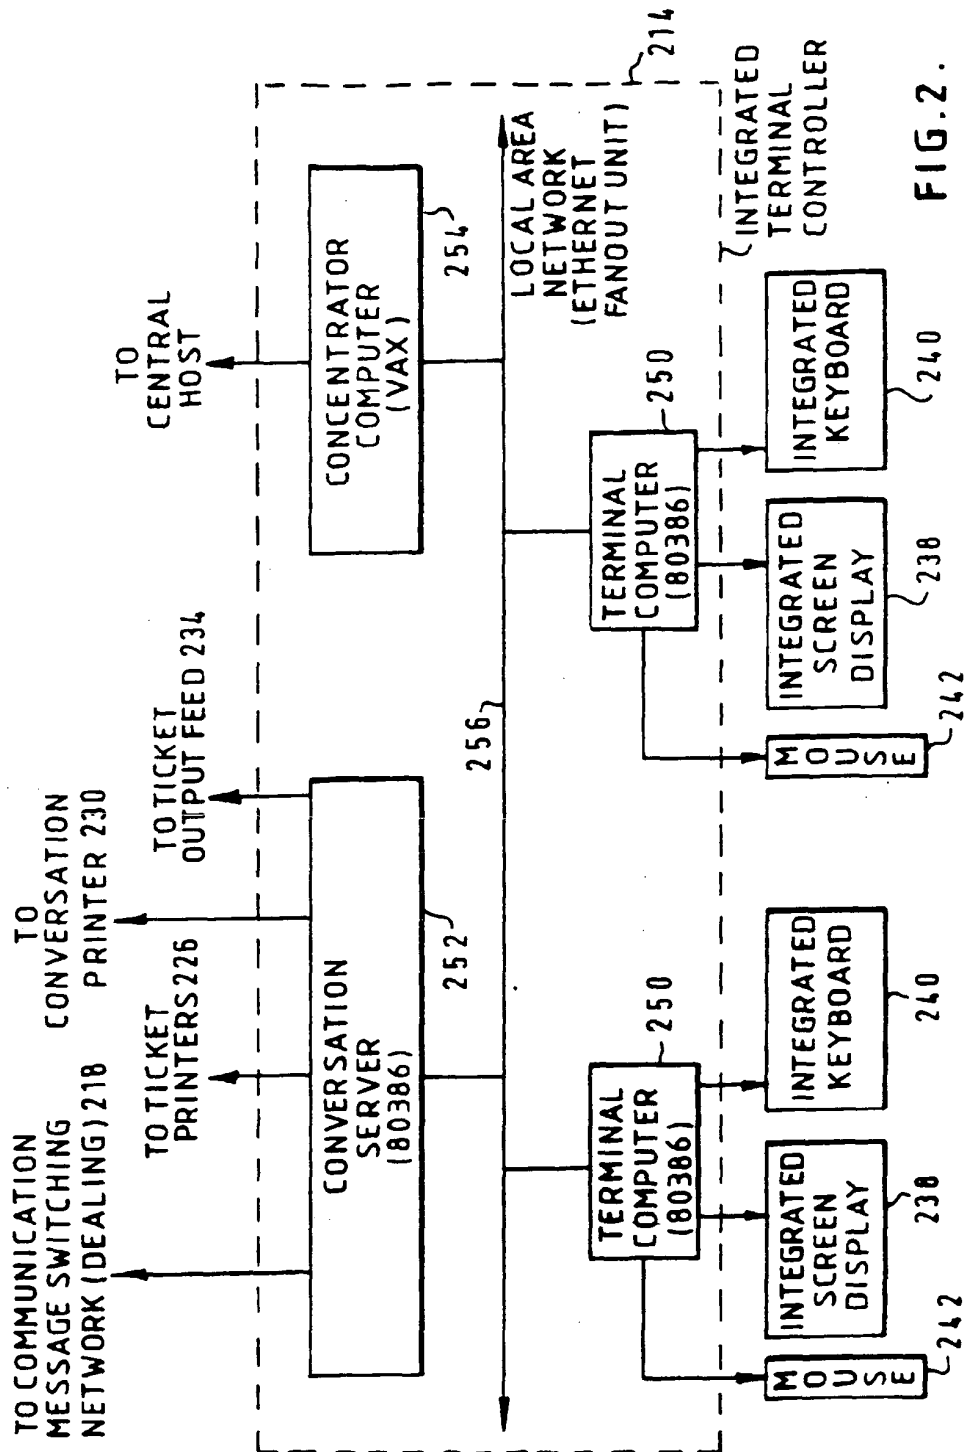 TO COMMUNICATION
MESSAGE SWITCHING
NETWORK (DEALING) 218
TO TICKET
PRINTERS 226
TO
CONVERSATION
PRINTER 230
TO TICKET
OUTPUT FEED 234
TO
CENTRAL
HOST
214
CONVERSATION
SERVER
(80386)
252
CONCENTRATOR
COMPUTER
(VAX)
254
256
LOCAL AREA
NETWORK
(ETHERNET
FANOUT UNIT)
TERMINAL
COMPUTER
(80386)
250
TERMINAL
COMPUTER
(80386)
250
INTEGRATED
TERMINAL
CONTROLLER
MOUSE
242
INTEGRATED
SCREEN
DISPLAY
238
INTEGRATED
KEYBOARD
240
MOUSE
242
INTEGRATED
SCREEN
DISPLAY
238
INTEGRATED
KEYBOARD
240
FIG.2.